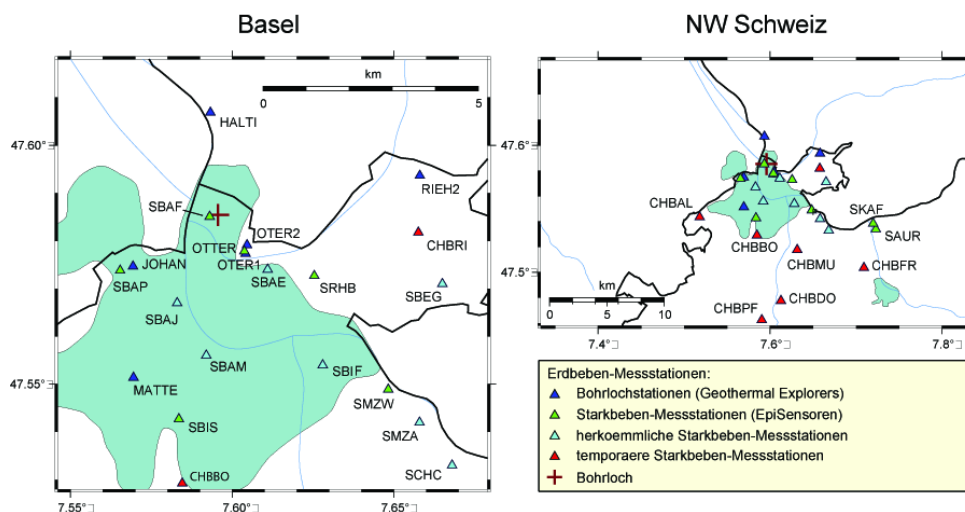 Basel
NW Schweiz
km
0
5
HALTI
47.60
RIEH2
SBAF
OTTER
OTER2
CHBRI
JOHAN
OTER1
SBAP
SBAE
SRHB
SBEG
SBAJ
SBAM
SBIF
47.55
MATTE
SMZW
SBIS
SMZA
CHBBO
SCHC
7.55°
7.60°
7.65°
47.6°
CHBAL
SKAF
CHBBO
SAUR
CHBMU
CHBFR
47.5°
km
0
5
10
CHBDO
CHBPF
7.4°
7.6°
7.8°
Erdbeben-Messstationen:
Bohrlochstationen (Geothermal Explorers)
Starkbeben-Messstationen (EpiSensoren)
herkoemmliche Starkbeben-Messstationen
temporaere Starkbeben-Messstationen
Bohrloch